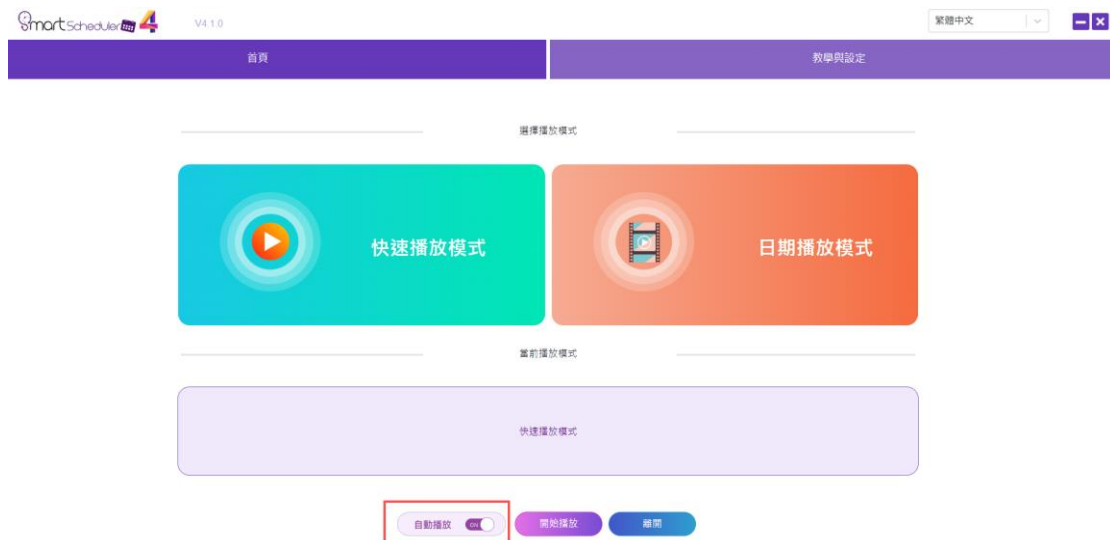 Smart Scheduler 4 V4.1.0 繁體中文
首頁 教學與設定
選擇播放模式
快速播放模式 日期播放模式
當前播放模式
快速播放模式
自動播放 ON 開始播放 離開